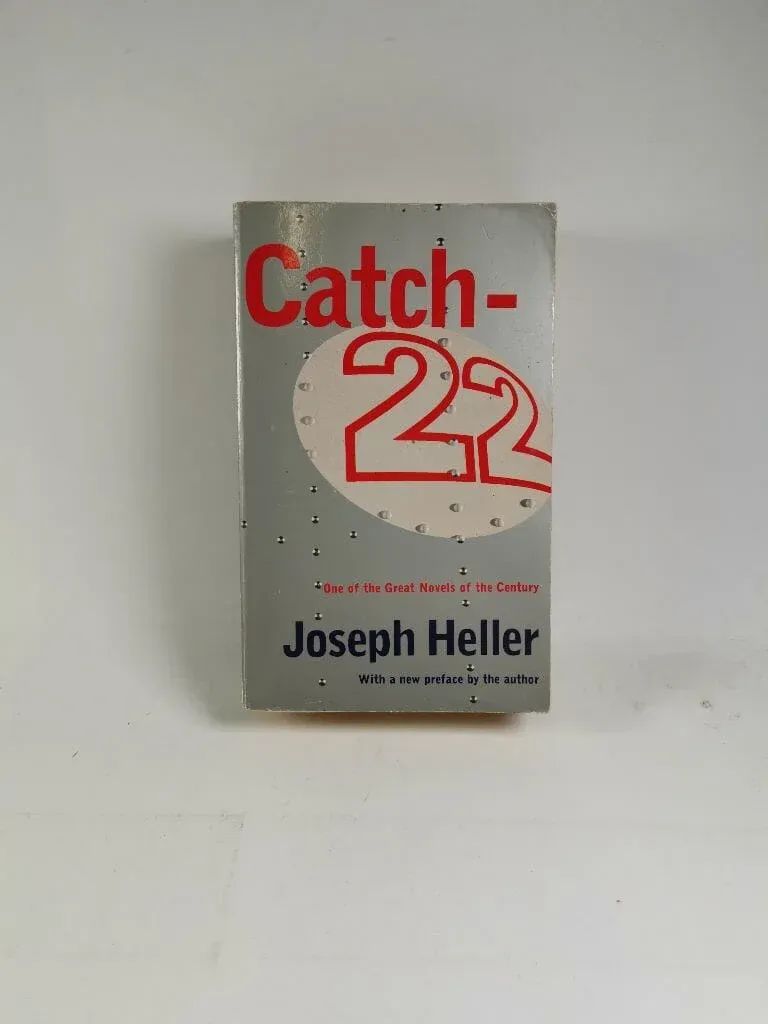 Catch-
22
One of the Great Novels of the Century
Joseph Heller
With a new preface by the author